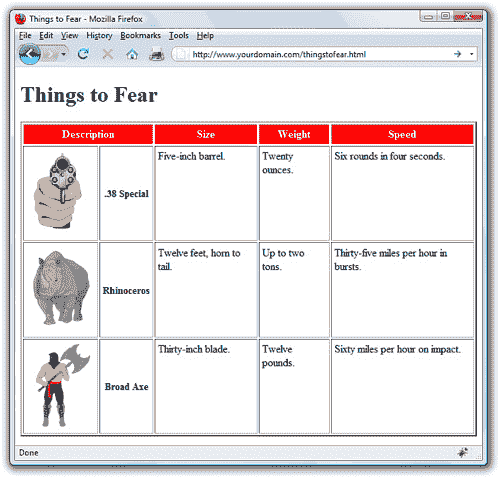 Things to Fear - Mozilla Firefox
File Edit View History Bookmarks Tools Help
http://www.yourdomain.com/thingstofear.html
Things to Fear
Description Size Weight Speed
.38 Special
Five-inch barrel.
Twenty
ounces.
Six rounds in four seconds.
Rhinoceros
Twelve feet, horn to
tail.
Up to two
tons.
Thirty-five miles per hour in
bursts.
Broad Axe
Thirty-inch blade.
Twelve
pounds.
Sixty miles per hour on impact.
Done